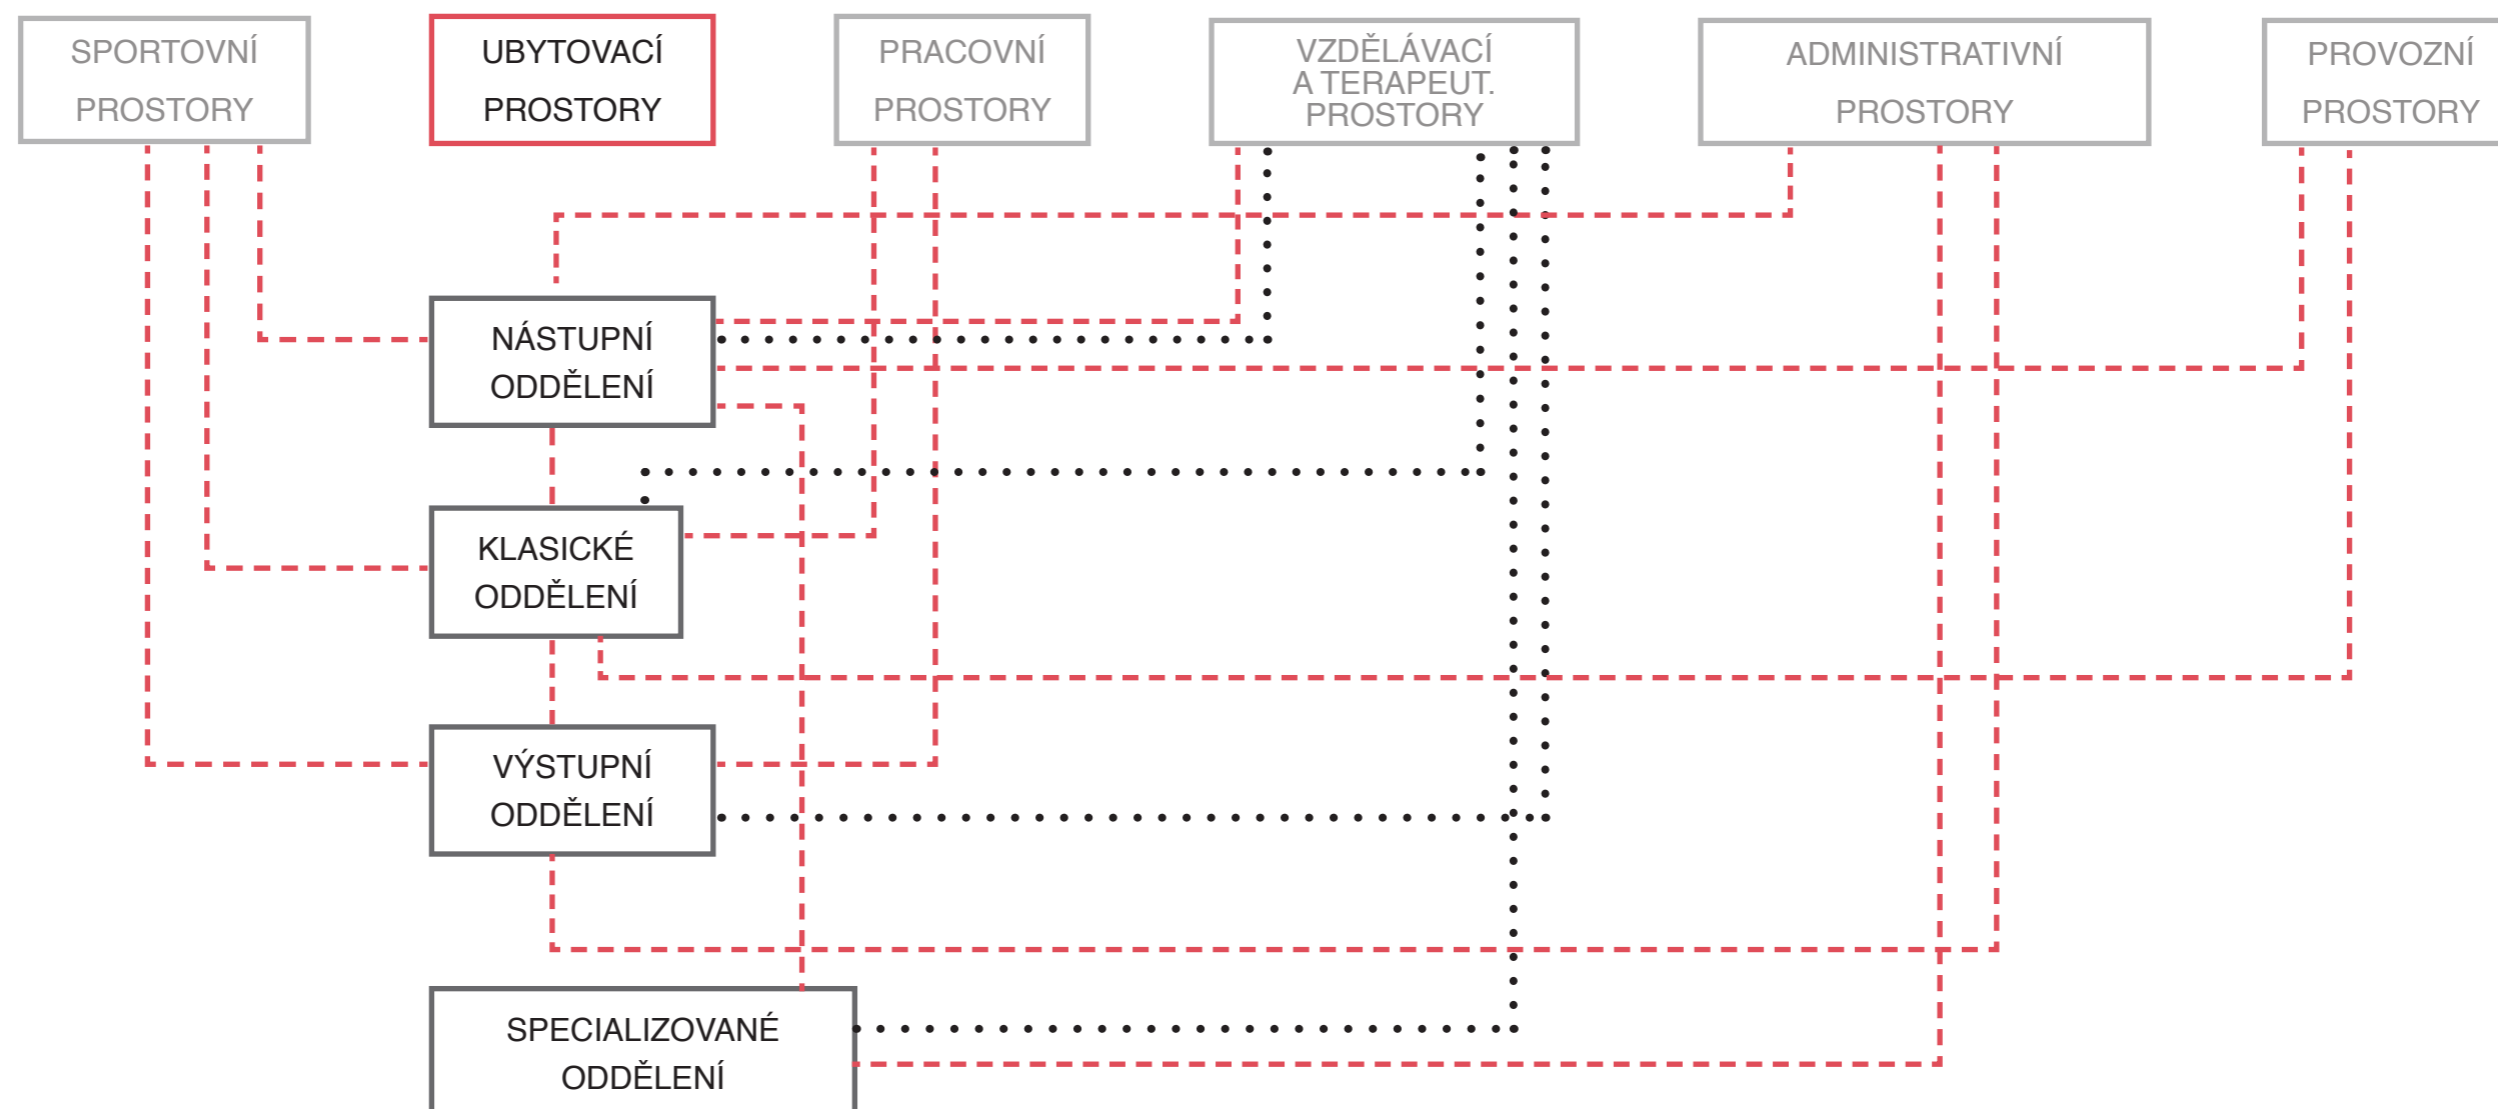 SPORTOVNÍ
PROSTORY
UBYTOVACÍ
PROSTORY
PRACOVNÍ
PROSTORY
VZDĚLÁVACÍ
A TERAPEUT.
PROSTORY
ADMINISTRATIVNÍ
PROSTORY
PROVOZNÍ
PROSTORY
NÁSTUPNÍ
ODDĚLENÍ
KLASICKÉ
ODDĚLENÍ
VÝSTUPNÍ
ODDĚLENÍ
SPECIALIZOVANÉ
ODDĚLENÍ